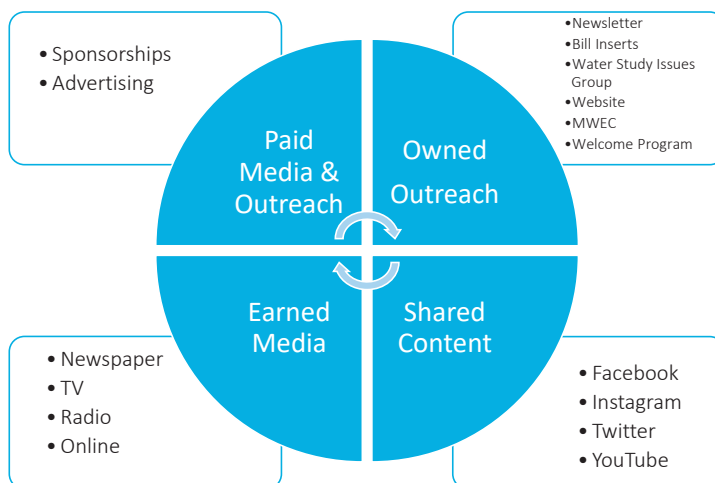 • Sponsorships
• Advertising
•Newsletter
•Bill Inserts
•Water Study Issues
Group
•Website
•MWEC
•Welcome Program
Paid
Media &
Outreach
Owned
Outreach
Earned
Media
Shared
Content
• Newspaper
• TV
• Radio
• Online
• Facebook
• Instagram
• Twitter
• YouTube